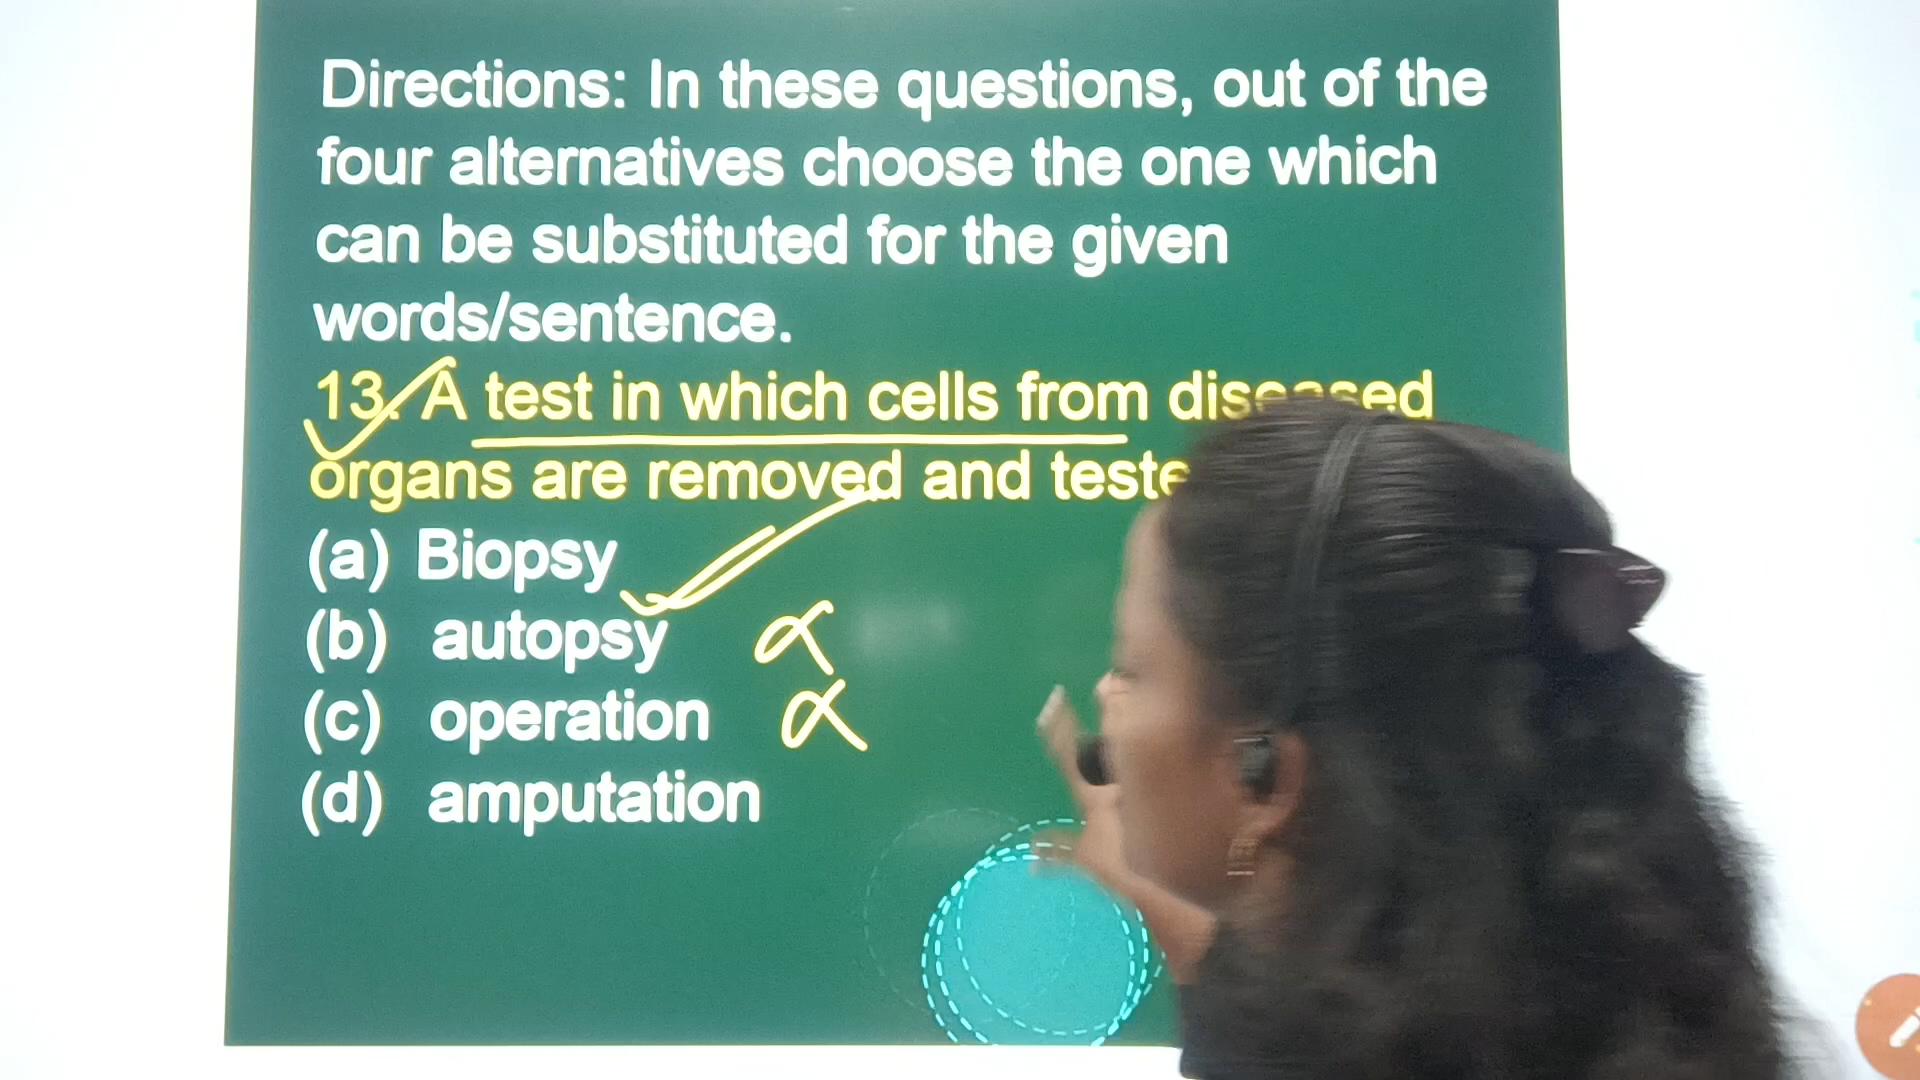 Directions: In these questions, out of the
four alternatives choose the one which
can be substituted for the given
words/sentence.
13. A test in which cells from diseased
organs are removed and teste
(a) Biopsy
(b) autopsy
(c) operation
(d) amputation